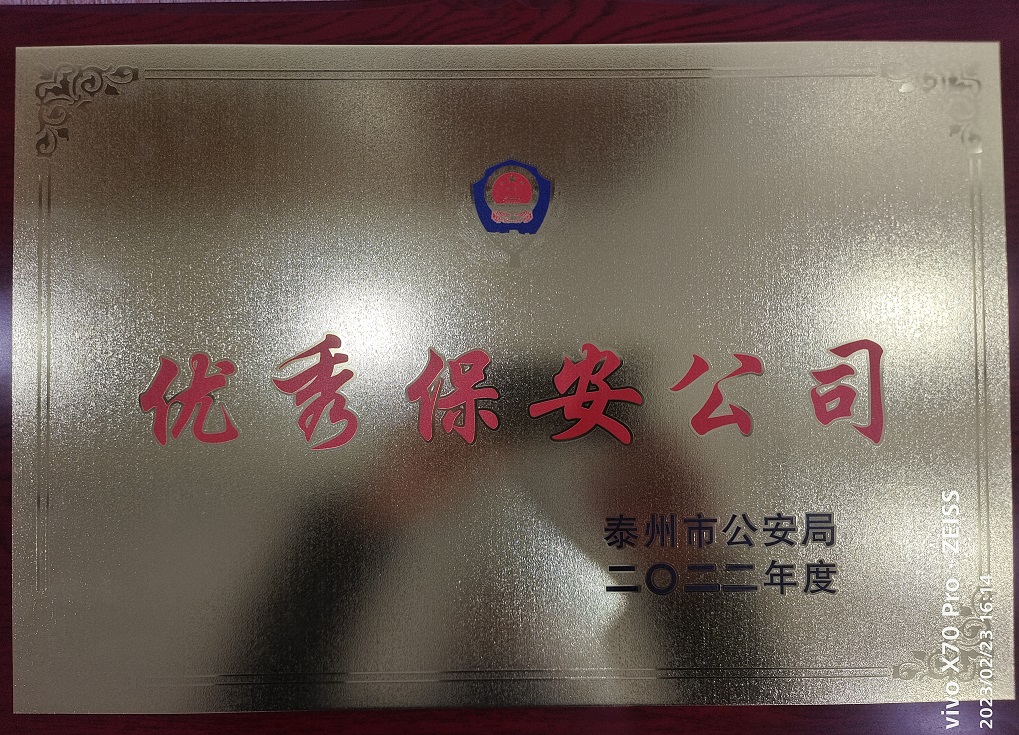 优秀保安公司
泰州市公安局
二〇二二年度
vivo X70 Pro · ZEISS
2023/02/23 16:14